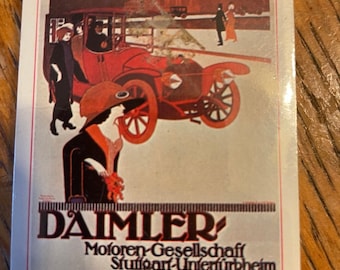 DAIMLER-
Motoren-Gesellschaft
Stuttgart-Untertürkheim